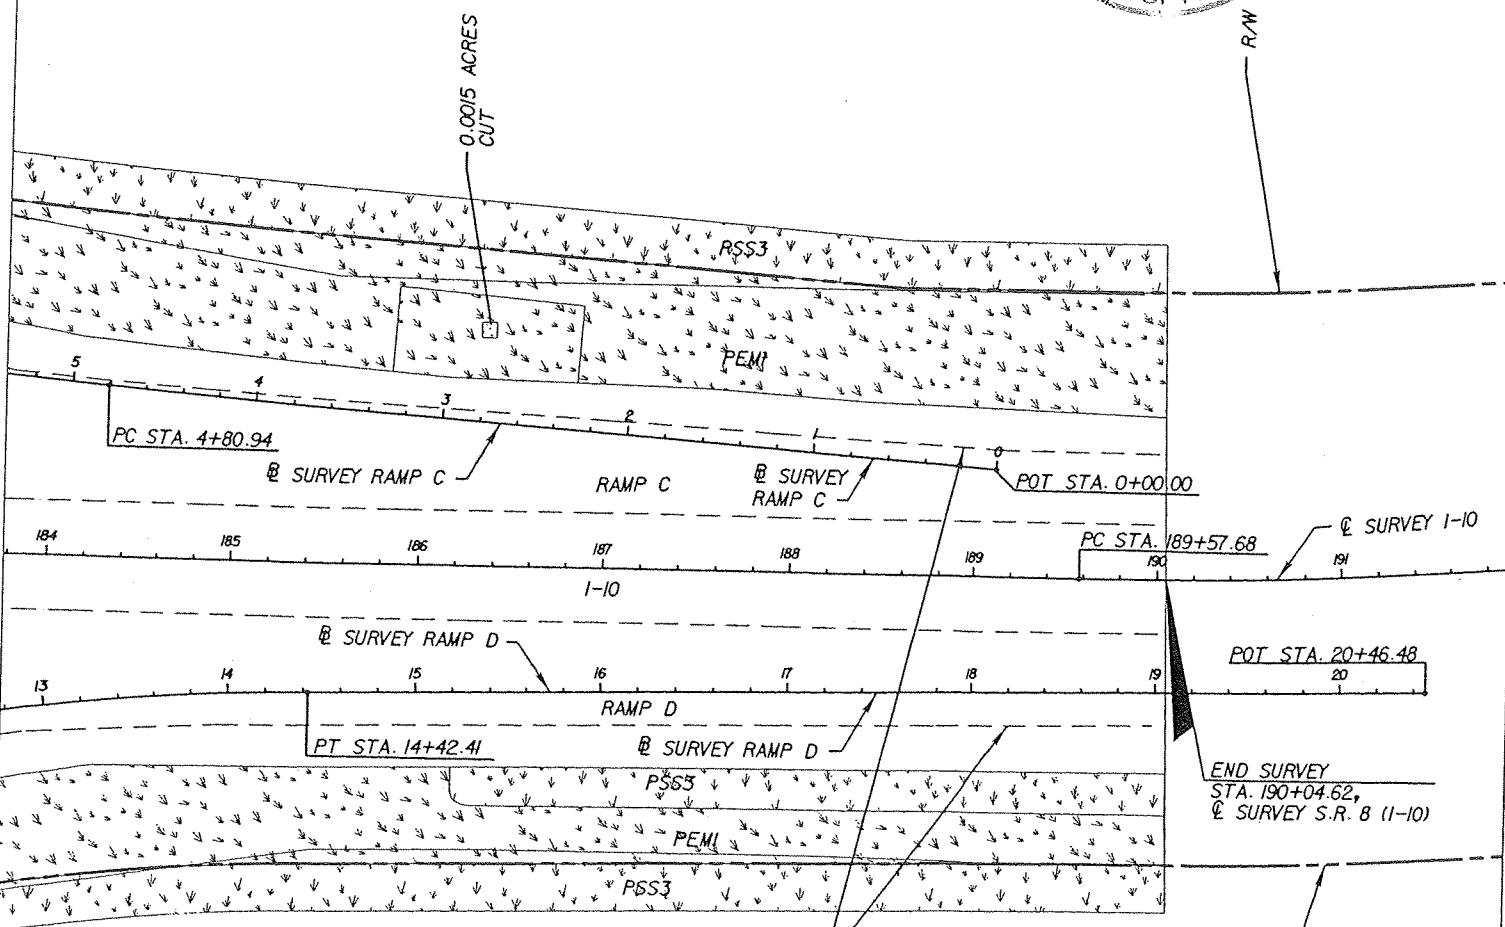 R/W
0.0015 ACRES
CUT
PSS3
PEM1
5
4
3
2
1
0
PC STA. 4+80.94
℄ SURVEY RAMP C
RAMP C
℄ SURVEY
RAMP C
POT STA. 0+00.00
PC STA. 189+57.68
℄ SURVEY I-10
184
185
186
187
188
189
190
191
I-10
℄ SURVEY RAMP D
POT STA. 20+46.48
13
14
15
16
17
18
19
20
RAMP D
PT STA. 14+42.41
℄ SURVEY RAMP D
END SURVEY
STA. 190+04.62,
℄ SURVEY S.R. 8 (I-10)
PSS3
PEM1
PSS3